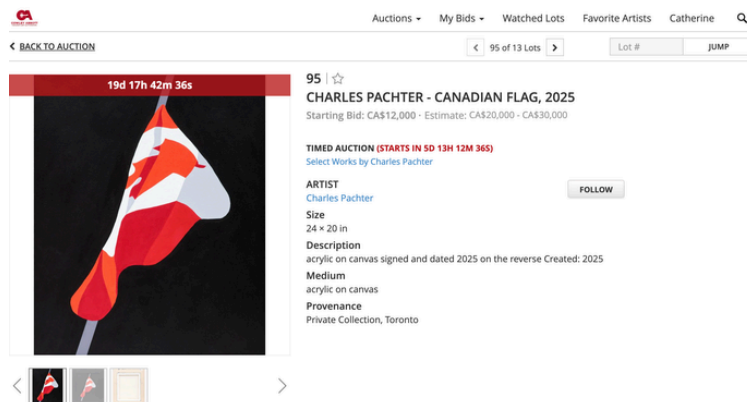 Auctions
My Bids
Watched Lots
Favorite Artists
Catherine
BACK TO AUCTION
95 of 13 Lots
Lot #
JUMP
19d 17h 42m 36s
95
CHARLES PACHTER - CANADIAN FLAG, 2025
Starting Bid: CA$12,000 · Estimate: CA$20,000 - CA$30,000
TIMED AUCTION (STARTS IN 5D 13H 12M 36S)
Select Works by Charles Pachter
ARTIST
Charles Pachter
FOLLOW
Size
24 × 20 in
Description
acrylic on canvas signed and dated 2025 on the reverse Created: 2025
Medium
acrylic on canvas
Provenance
Private Collection, Toronto